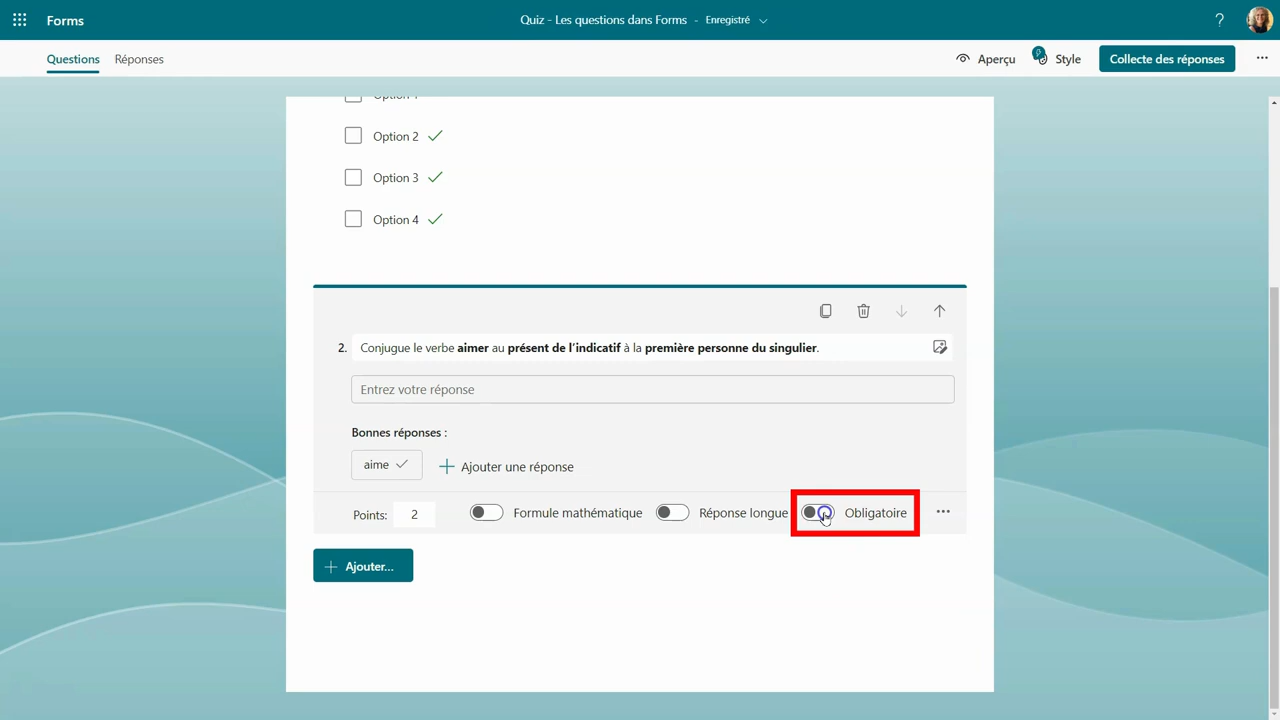 Forms
Quiz - Les questions dans Forms - Enregistré
?
Questions
Réponses
Aperçu
Style
Collecte des réponses
Option 2
Option 3
Option 4
2. Conjugue le verbe aimer au présent de l'indicatif à la première personne du singulier.
Entrez votre réponse
Bonnes réponses :
aime
Ajouter une réponse
Points: 2
Formule mathématique
Réponse longue
Obligatoire
Ajouter...